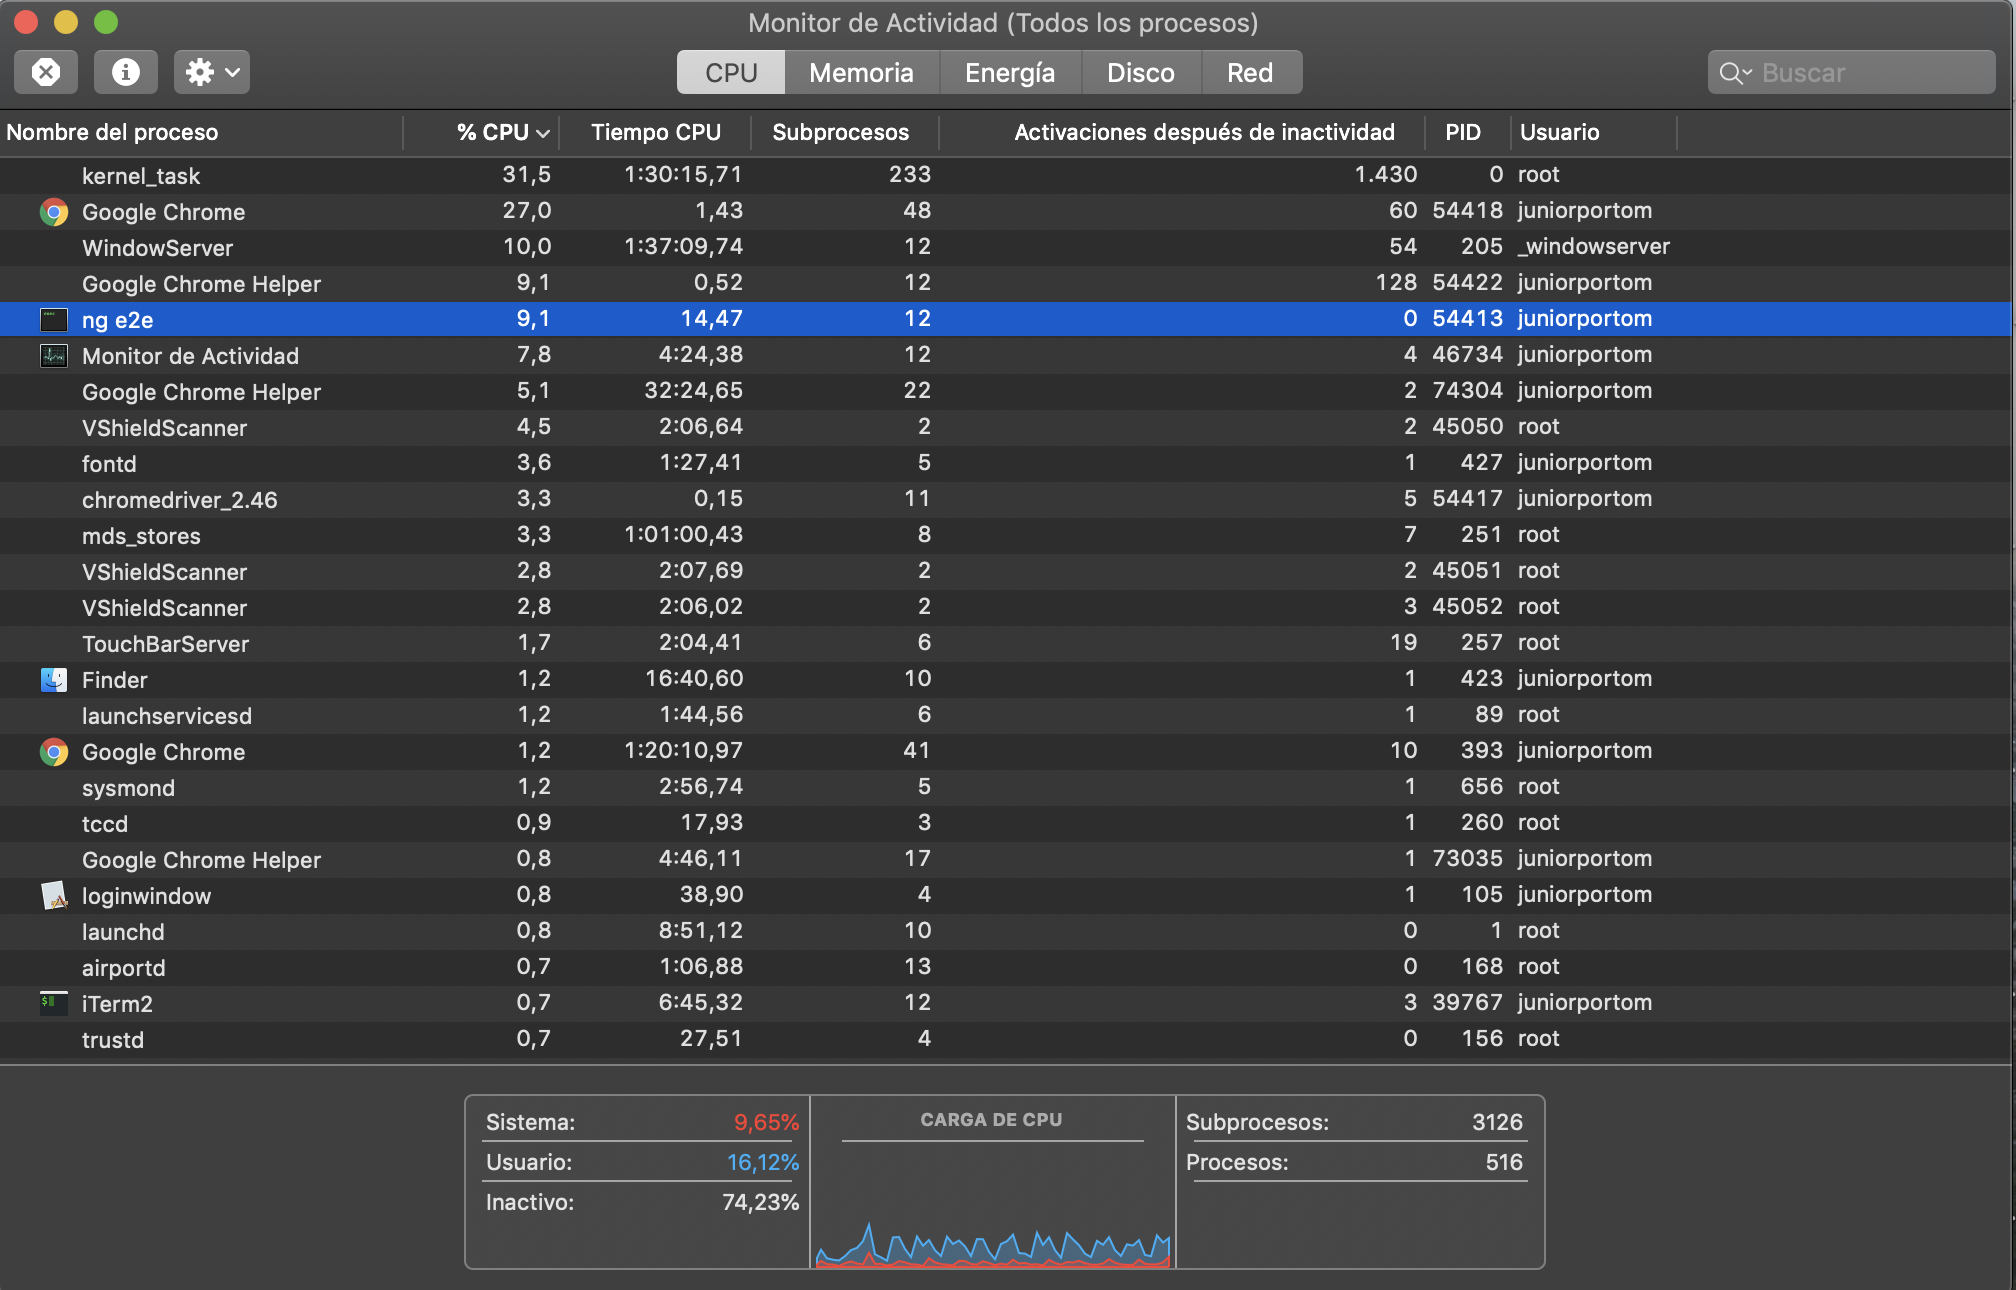 Monitor de Actividad (Todos los procesos)
CPU Memoria Energía Disco Red Buscar
Nombre del proceso % CPU Tiempo CPU Subprocesos Activaciones después de inactividad PID Usuario
kernel_task 31,5 1:30:15,71 233 1.430 0 root
Google Chrome 27,0 1,43 48 60 54418 juniorportom
WindowServer 10,0 1:37:09,74 12 54 205 _windowserver
Google Chrome Helper 9,1 0,52 12 128 54422 juniorportom
ng e2e 9,1 14,47 12 0 54413 juniorportom
Monitor de Actividad 7,8 4:24,38 12 4 46734 juniorportom
Google Chrome Helper 5,1 32:24,65 22 2 74304 juniorportom
VShieldScanner 4,5 2:06,64 2 2 45050 root
fontd 3,6 1:27,41 5 1 427 juniorportom
chromedriver_2.46 3,3 0,15 11 5 54417 juniorportom
mds_stores 3,3 1:01:00,43 8 7 251 root
VShieldScanner 2,8 2:07,69 2 2 45051 root
VShieldScanner 2,8 2:06,02 2 3 45052 root
TouchBarServer 1,7 2:04,41 6 19 257 root
Finder 1,2 16:40,60 10 1 423 juniorportom
launchservicesd 1,2 1:44,56 6 1 89 root
Google Chrome 1,2 1:20:10,97 41 10 393 juniorportom
sysmond 1,2 2:56,74 5 1 656 root
tccd 0,9 17,93 3 1 260 root
Google Chrome Helper 0,8 4:46,11 17 1 73035 juniorportom
loginwindow 0,8 38,90 4 1 105 juniorportom
launchd 0,8 8:51,12 10 0 1 root
airportd 0,7 1:06,88 13 0 168 root
iTerm2 0,7 6:45,32 12 3 39767 juniorportom
trustd 0,7 27,51 4 0 156 root
Sistema: 9,65% CARGA DE CPU Subprocesos: 3126
Usuario: 16,12% Procesos: 516
Inactivo: 74,23%